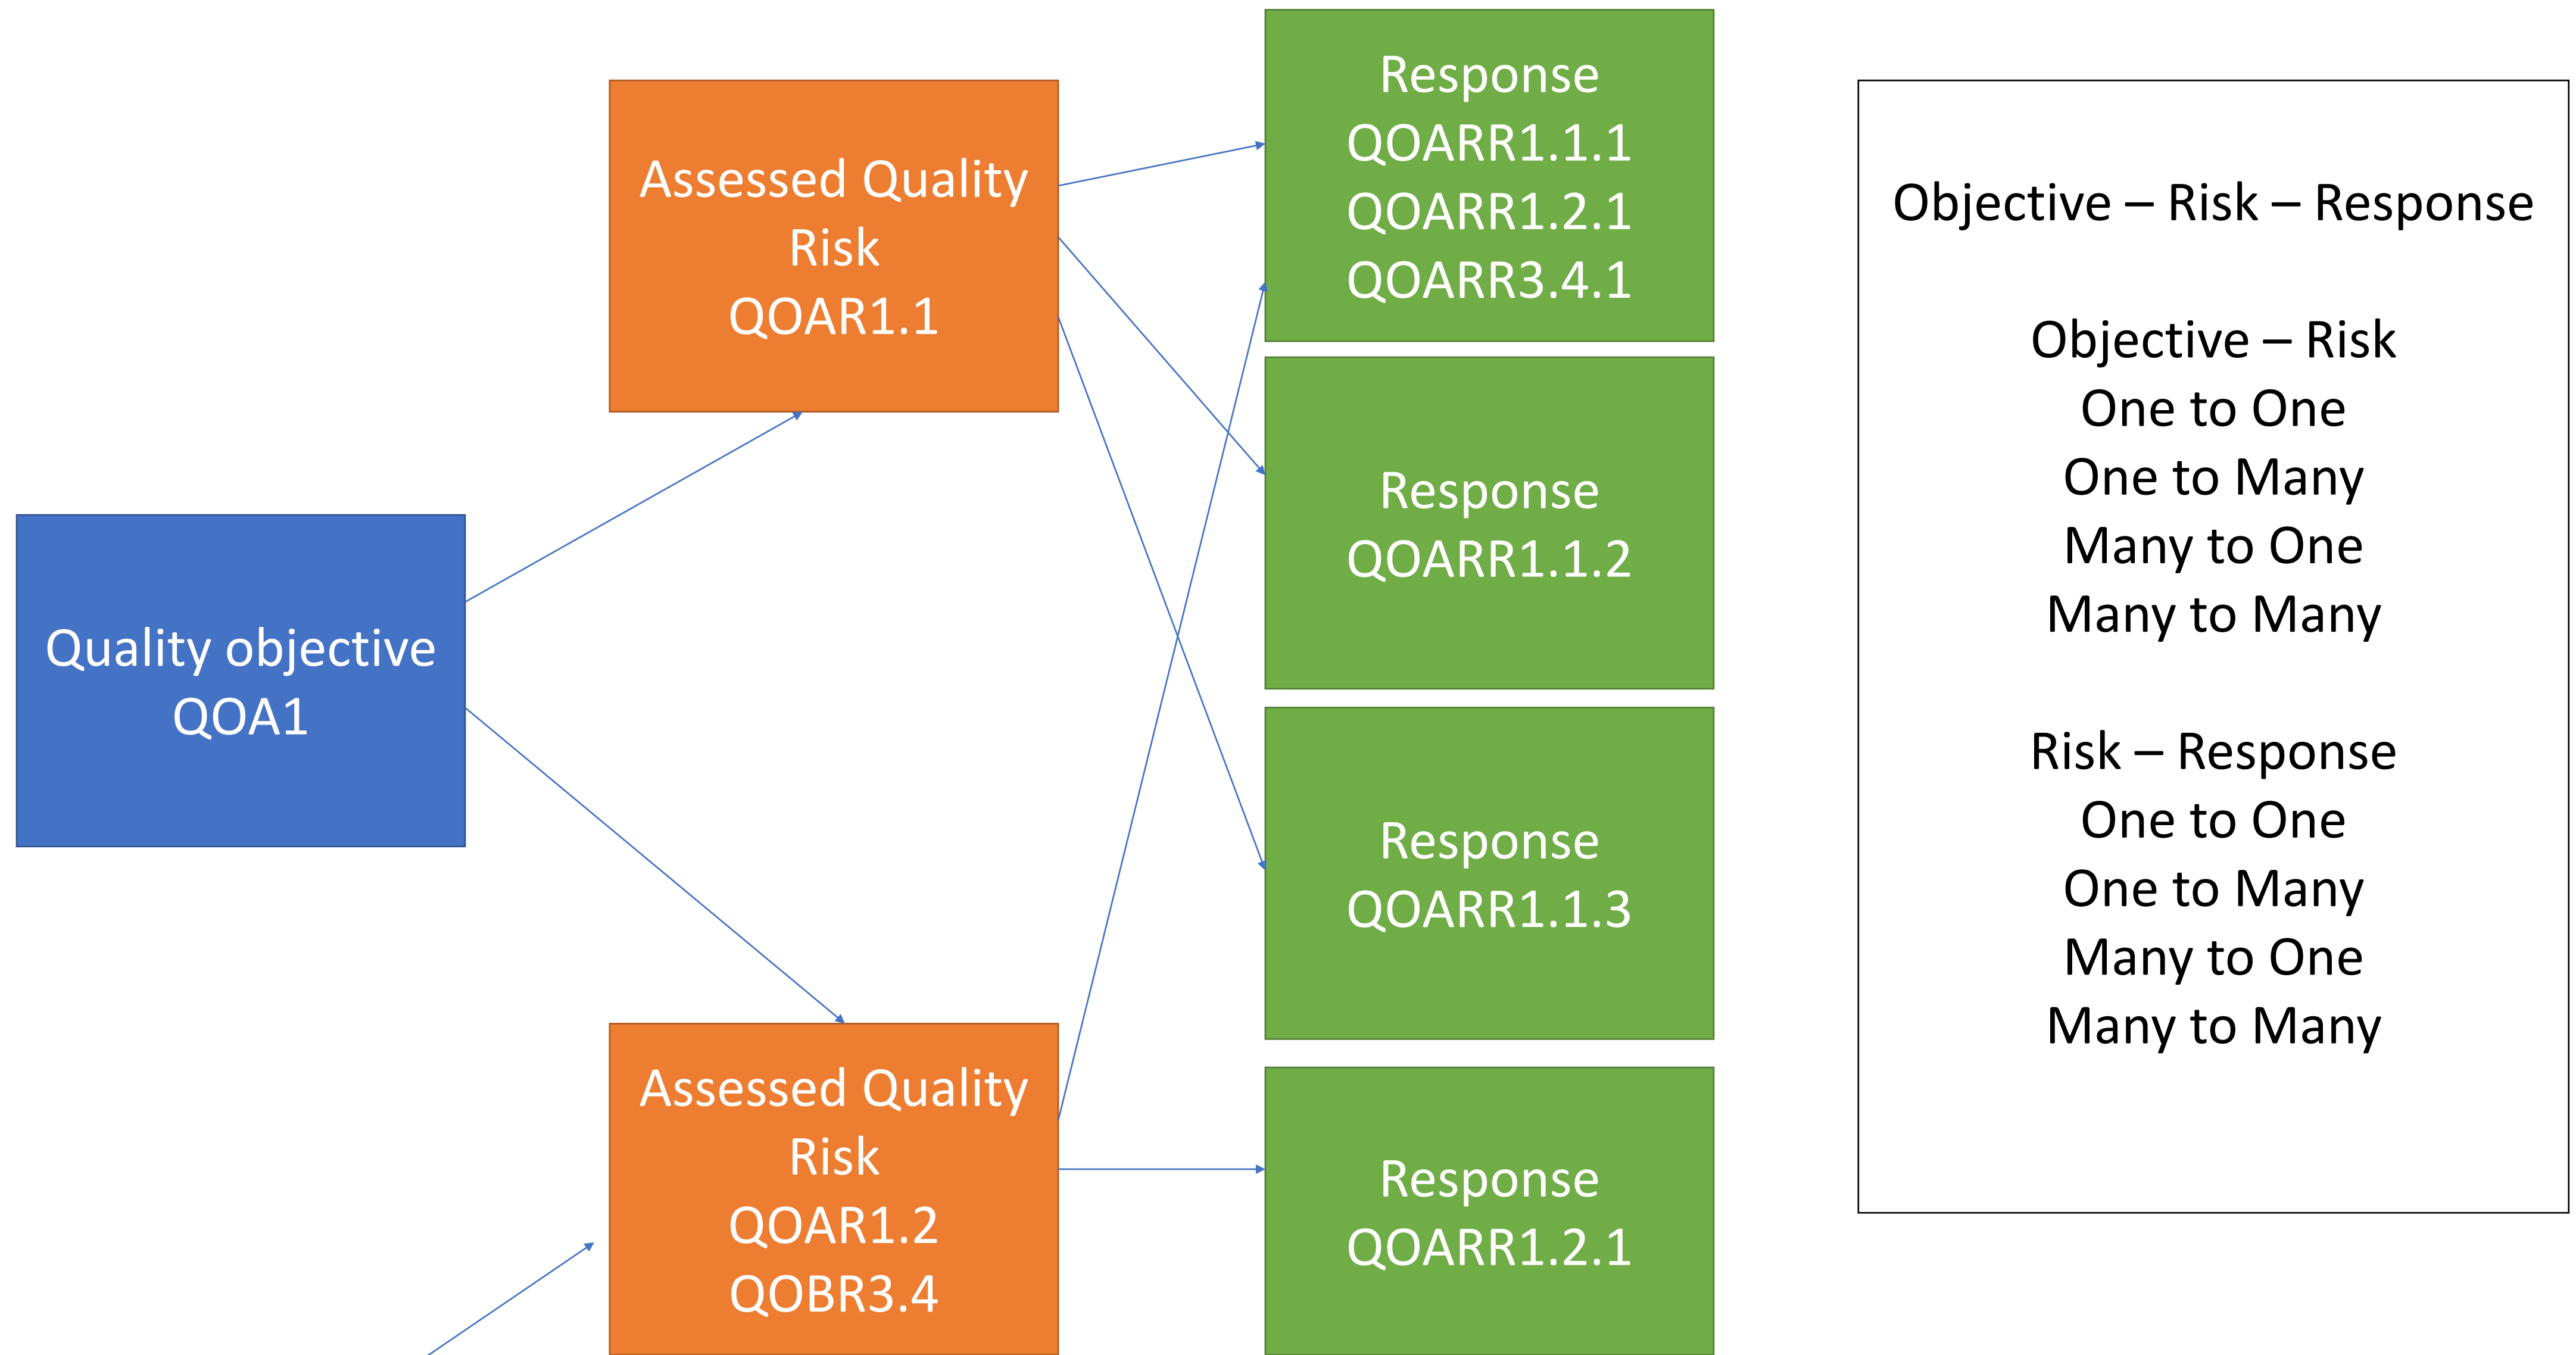 Quality objective
QOA1
Assessed Quality
Risk
QOAR1.1
Assessed Quality
Risk
QOAR1.2
QOBR3.4
Response
QOARR1.1.1
QOARR1.2.1
QOARR3.4.1
Response
QOARR1.1.2
Response
QOARR1.1.3
Response
QOARR1.2.1
Objective – Risk – Response
Objective – Risk
One to One
One to Many
Many to One
Many to Many
Risk – Response
One to One
One to Many
Many to One
Many to Many